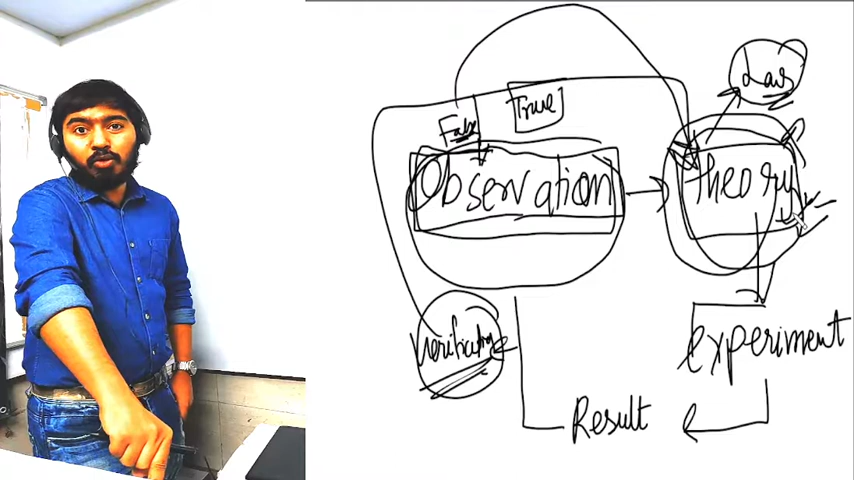 Law
True
False
Observation
Theory
Verification
experiment
Result